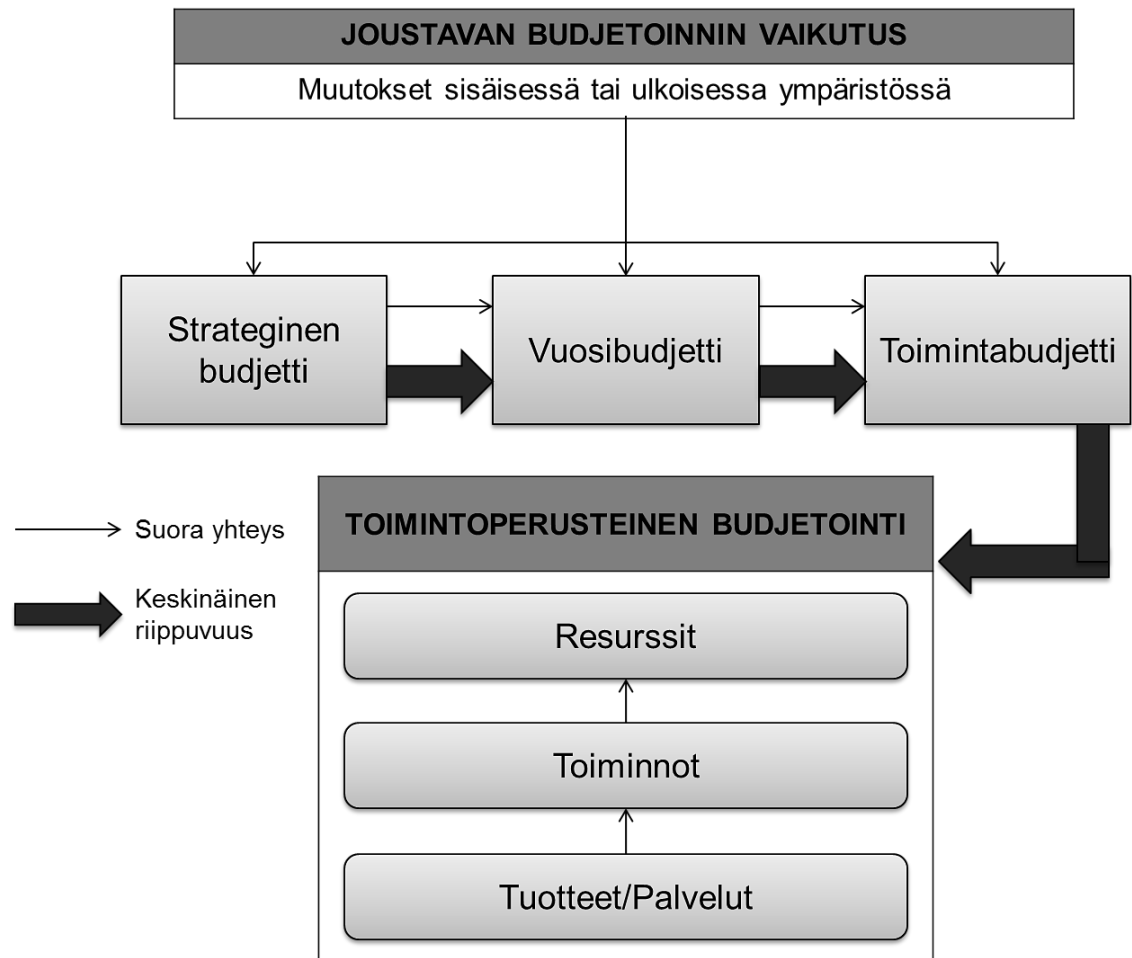 JOUSTAVAN BUDJETOINNIN VAIKUTUS
Muutokset sisäisessä tai ulkoisessa ympäristössä
Strateginen
budjetti
Vuosibudjetti
Toimintabudjetti
Suora yhteys
Keskinäinen
riippuvuus
TOIMINTOPERUSTEINEN BUDJETOINTI
Resurssit
Toiminnot
Tuotteet/Palvelut